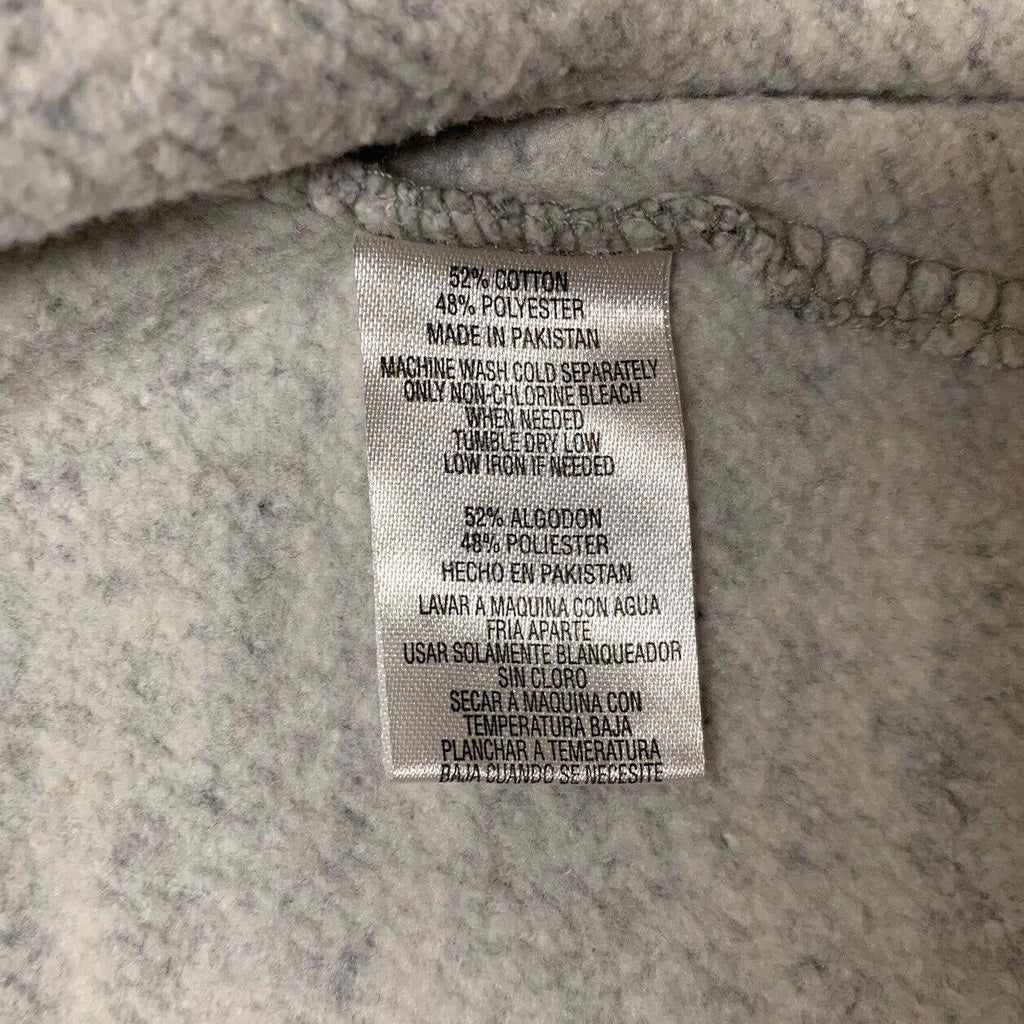 52% COTTON
48% POLYESTER
MADE IN PAKISTAN
MACHINE WASH COLD SEPARATELY
ONLY NON-CHLORINE BLEACH
WHEN NEEDED
TUMBLE DRY LOW
LOW IRON IF NEEDED
52% ALGODON
48% POLIESTER
HECHO EN PAKISTAN
LAVAR A MAQUINA CON AGUA
FRIA APARTE
USAR SOLAMENTE BLANQUEADOR
SIN CLORO
SECAR A MAQUINA CON
TEMPERATURA BAJA
PLANCHAR A TEMERATURA
BAJA CUANDO SE NECESITE